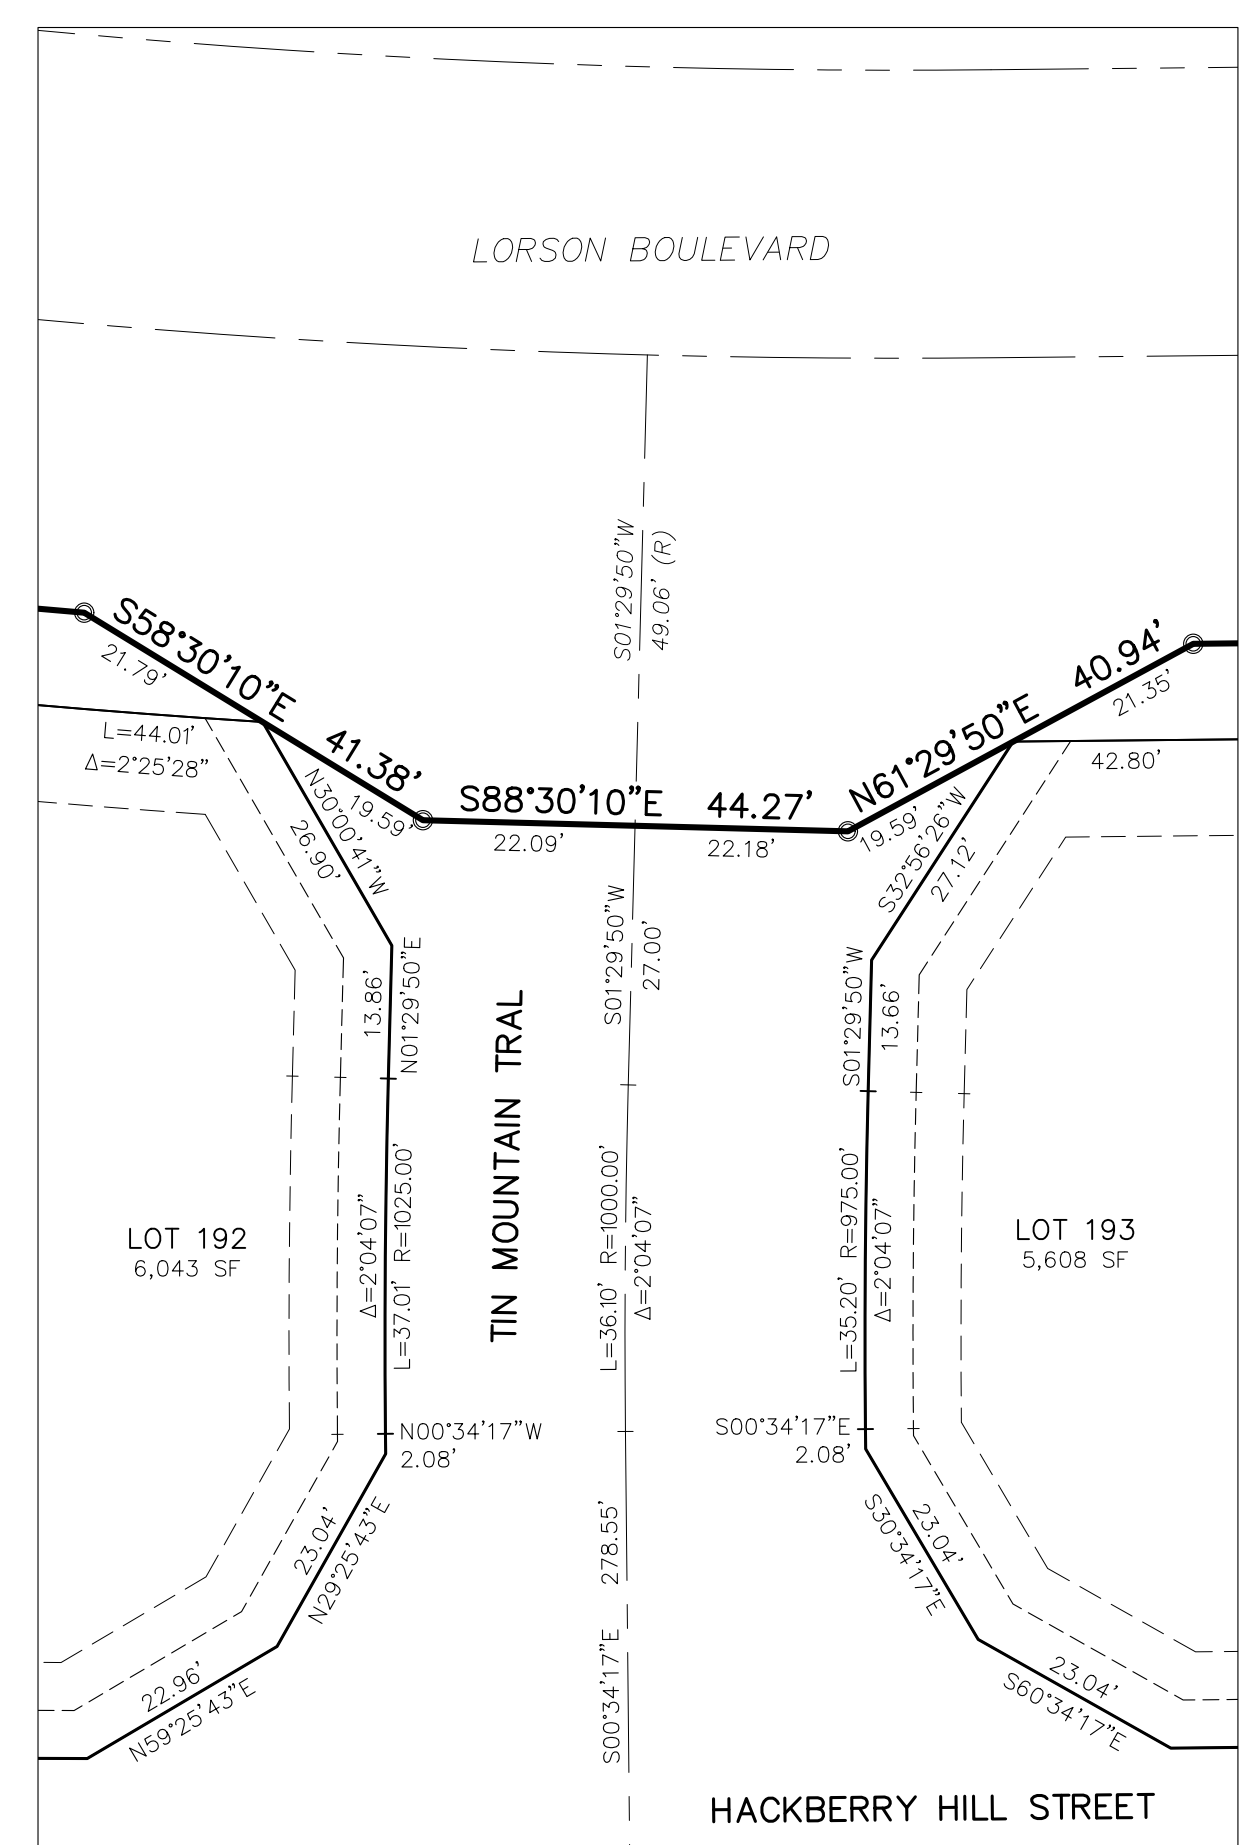 LORSON BOULEVARD
S01°29'50"W
49.06' (R)
S58°30'10"E 41.38'
21.79'
19.59'
N61°29'50"E 40.94'
21.35'
19.59'
L=44.01'
Δ=2°25'28"
42.80'
S88°30'10"E 44.27'
22.09'
22.18'
N30°00'41"W
26.90'
S32°56'26"W
27.12'
S01°29'50"W
27.00'
13.86'
N01°29'50"E
S01°29'50"W
13.66'
TIN MOUNTAIN TRAL
LOT 192
6,043 SF
Δ=2°04'07"
L=37.01' R=1025.00'
L=36.10' R=1000.00'
Δ=2°04'07"
L=35.20' R=975.00'
Δ=2°04'07"
LOT 193
5,608 SF
N00°34'17"W
2.08'
S00°34'17"E
2.08'
23.04'
N29°25'43"E
S00°34'17"E 278.55'
23.04'
S30°34'17"E
22.96'
N59°25'43"E
23.04'
S60°34'17"E
HACKBERRY HILL STREET